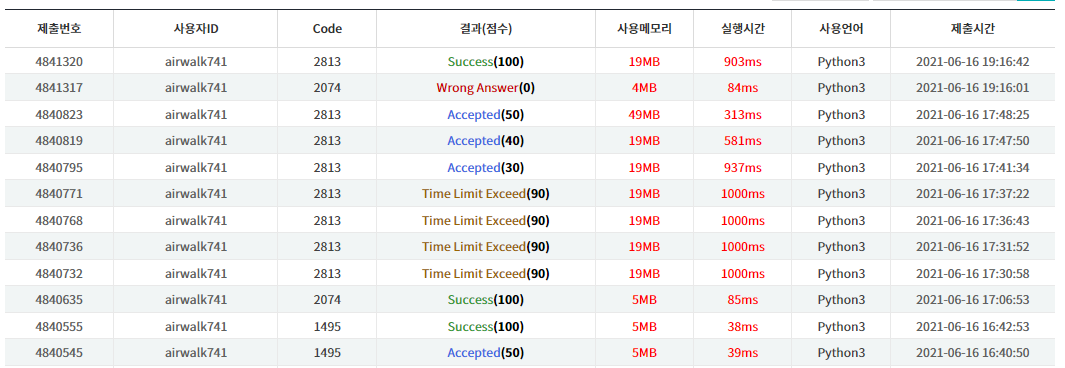 제출번호 사용자ID Code 결과(점수) 사용메모리 실행시간 사용언어 제출시간
4841320 airwalk741 2813 Success(100) 19MB 903ms Python3 2021-06-16 19:16:42
4841317 airwalk741 2074 Wrong Answer(0) 4MB 84ms Python3 2021-06-16 19:16:01
4840823 airwalk741 2813 Accepted(50) 49MB 313ms Python3 2021-06-16 17:48:25
4840819 airwalk741 2813 Accepted(40) 19MB 581ms Python3 2021-06-16 17:47:50
4840795 airwalk741 2813 Accepted(30) 19MB 937ms Python3 2021-06-16 17:41:34
4840771 airwalk741 2813 Time Limit Exceed(90) 19MB 1000ms Python3 2021-06-16 17:37:22
4840768 airwalk741 2813 Time Limit Exceed(90) 19MB 1000ms Python3 2021-06-16 17:36:43
4840736 airwalk741 2813 Time Limit Exceed(90) 19MB 1000ms Python3 2021-06-16 17:31:52
4840732 airwalk741 2813 Time Limit Exceed(90) 19MB 1000ms Python3 2021-06-16 17:30:58
4840635 airwalk741 2074 Success(100) 5MB 85ms Python3 2021-06-16 17:06:53
4840555 airwalk741 1495 Success(100) 5MB 38ms Python3 2021-06-16 16:42:53
4840545 airwalk741 1495 Accepted(50) 5MB 39ms Python3 2021-06-16 16:40:50